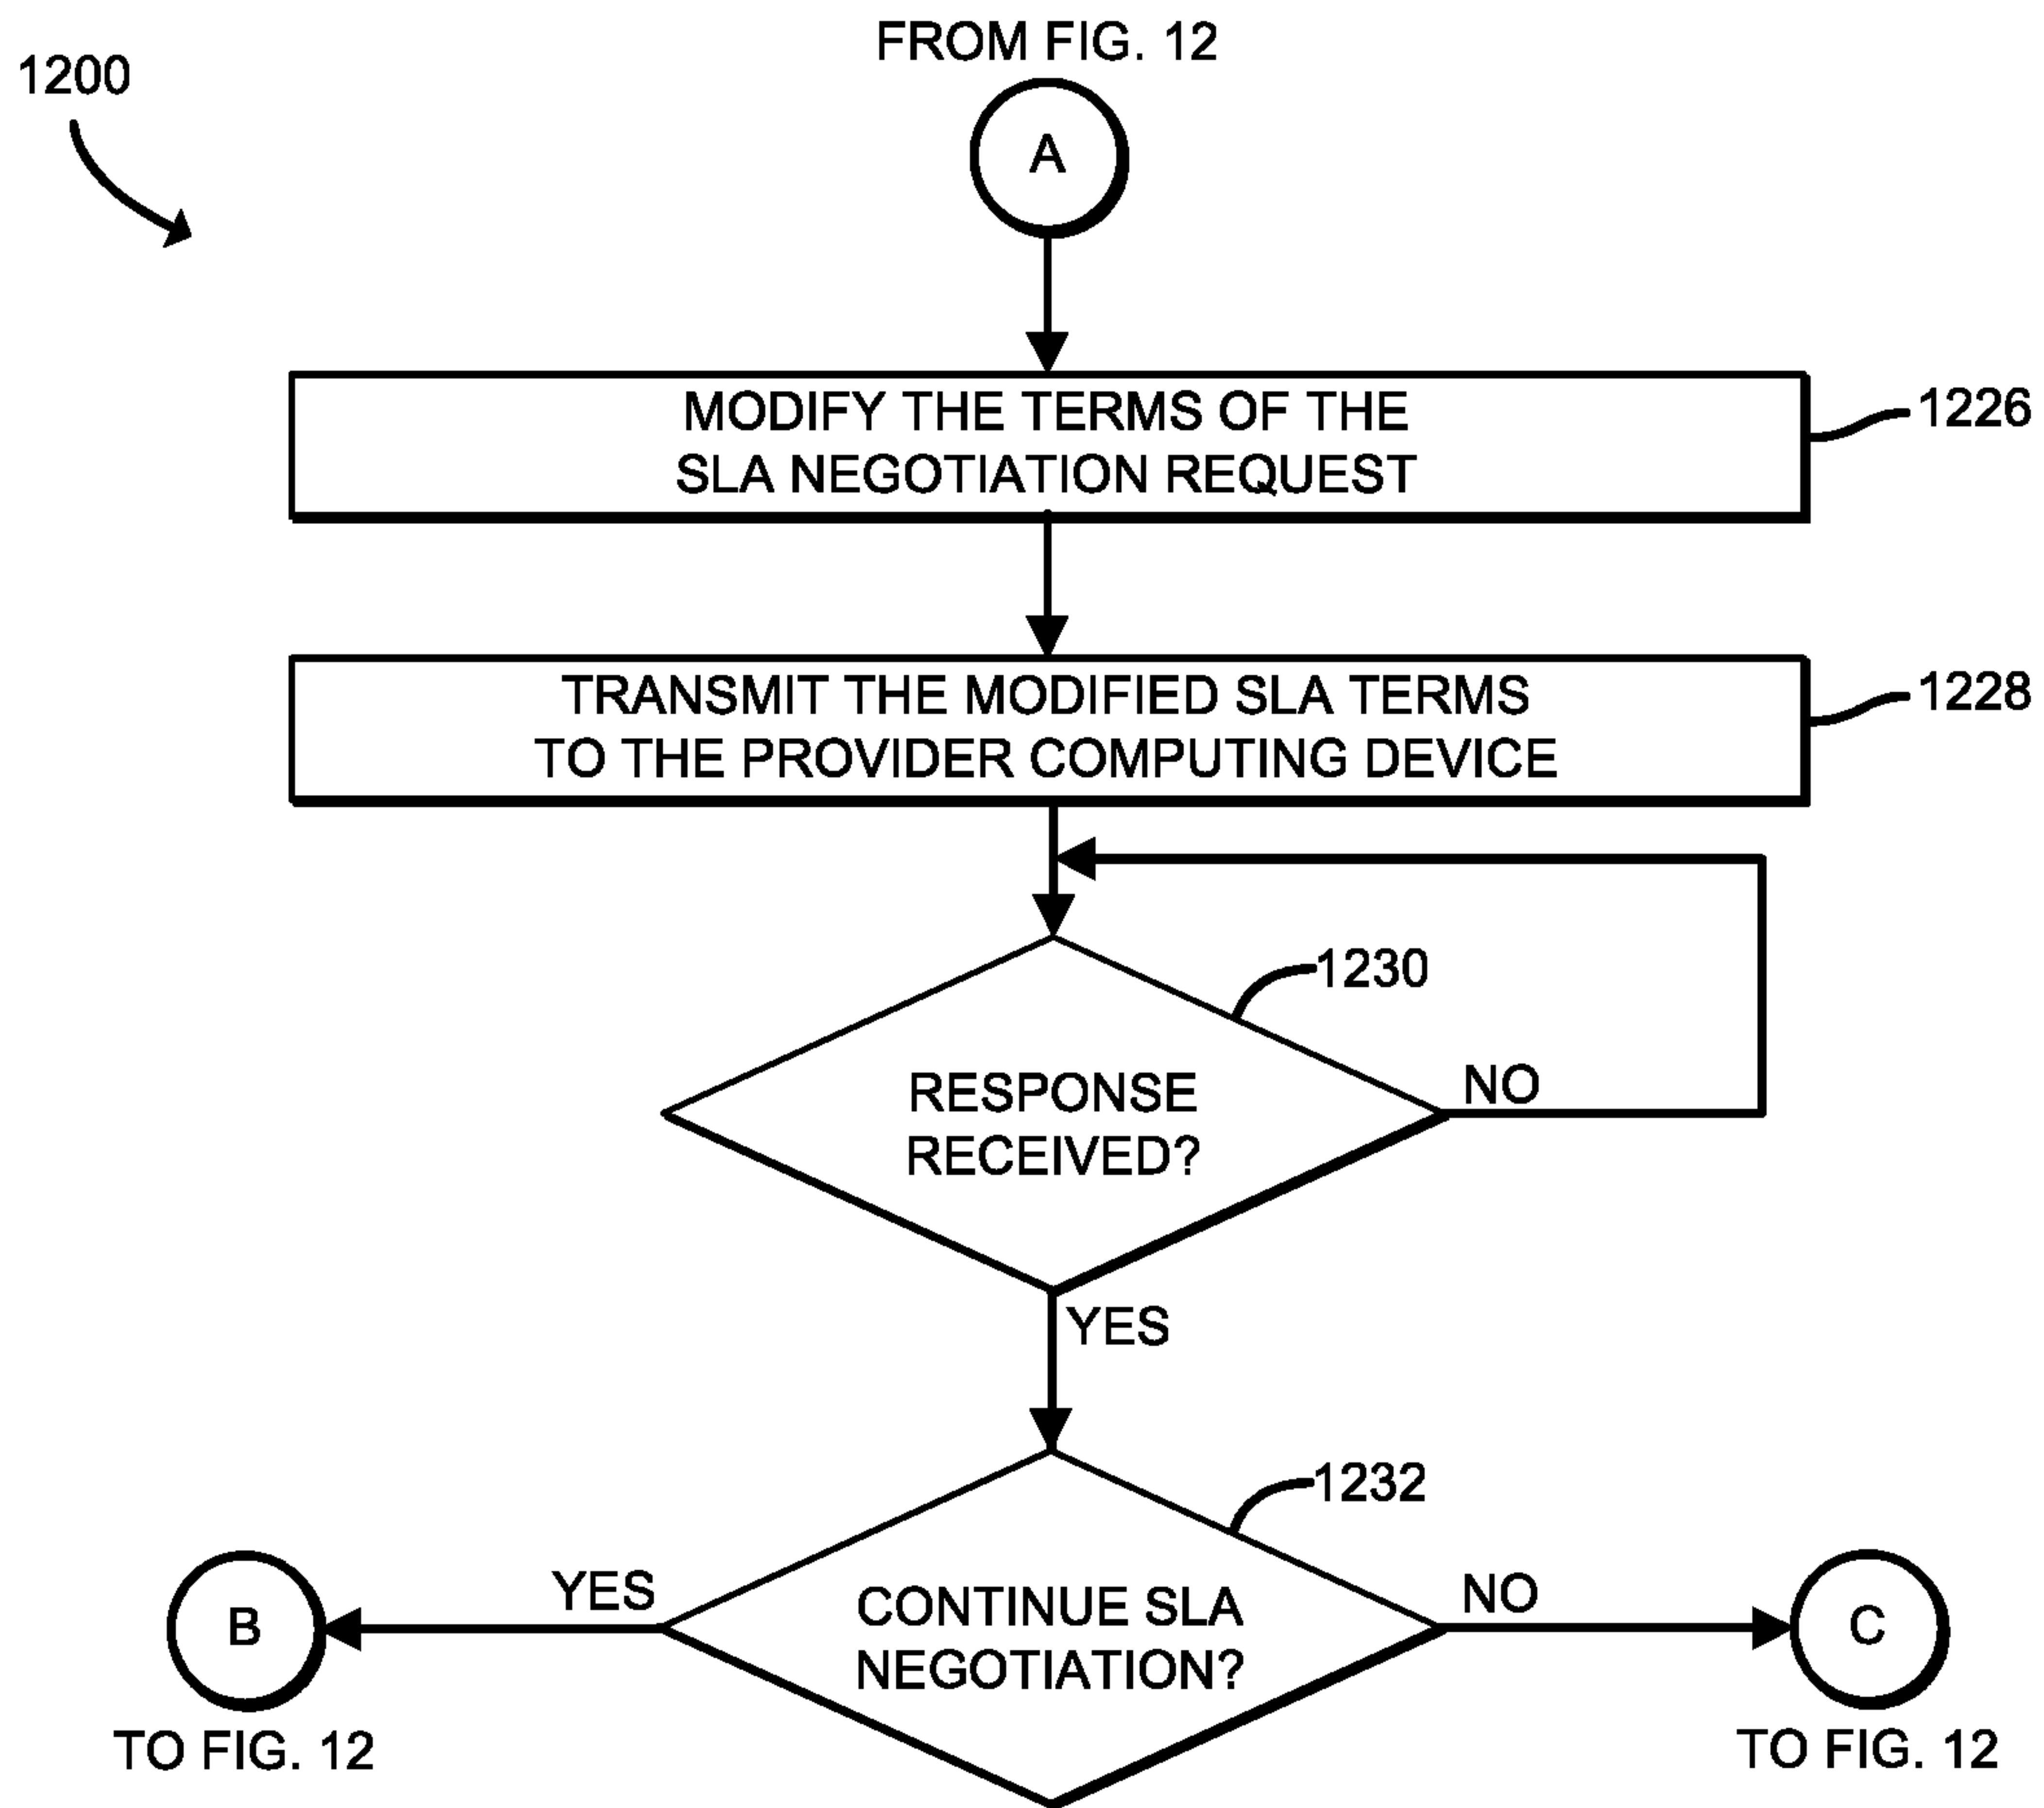 FROM FIG. 12
1200
A
MODIFY THE TERMS OF THE
SLA NEGOTIATION REQUEST
1226
TRANSMIT THE MODIFIED SLA TERMS
TO THE PROVIDER COMPUTING DEVICE
1228
1230
RESPONSE
RECEIVED?
NO
YES
1232
CONTINUE SLA
NEGOTIATION?
YES
NO
B
C
TO FIG. 12
TO FIG. 12